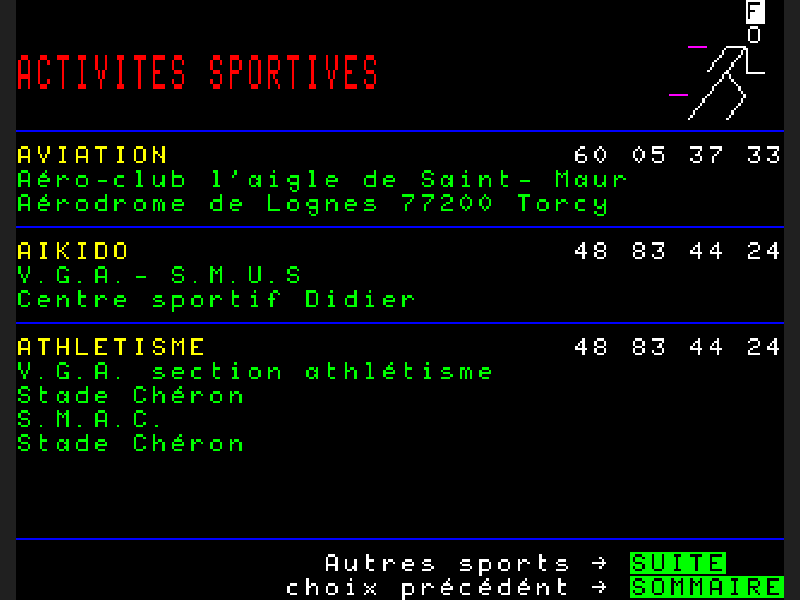 F
ACTIVITES SPORTIVES
AVIATION 60 05 37 33
Aéro-club l'aigle de Saint- Maur
Aérodrome de Lognes 77200 Torcy
AIKIDO 48 83 44 24
V.G.A.- S.M.U.S
Centre sportif Didier
ATHLETISME 48 83 44 24
V.G.A. section athlétisme
Stade Chéron
S.M.A.C.
Stade Chéron
Autres sports → SUITE
choix précédént → SOMMAIRE